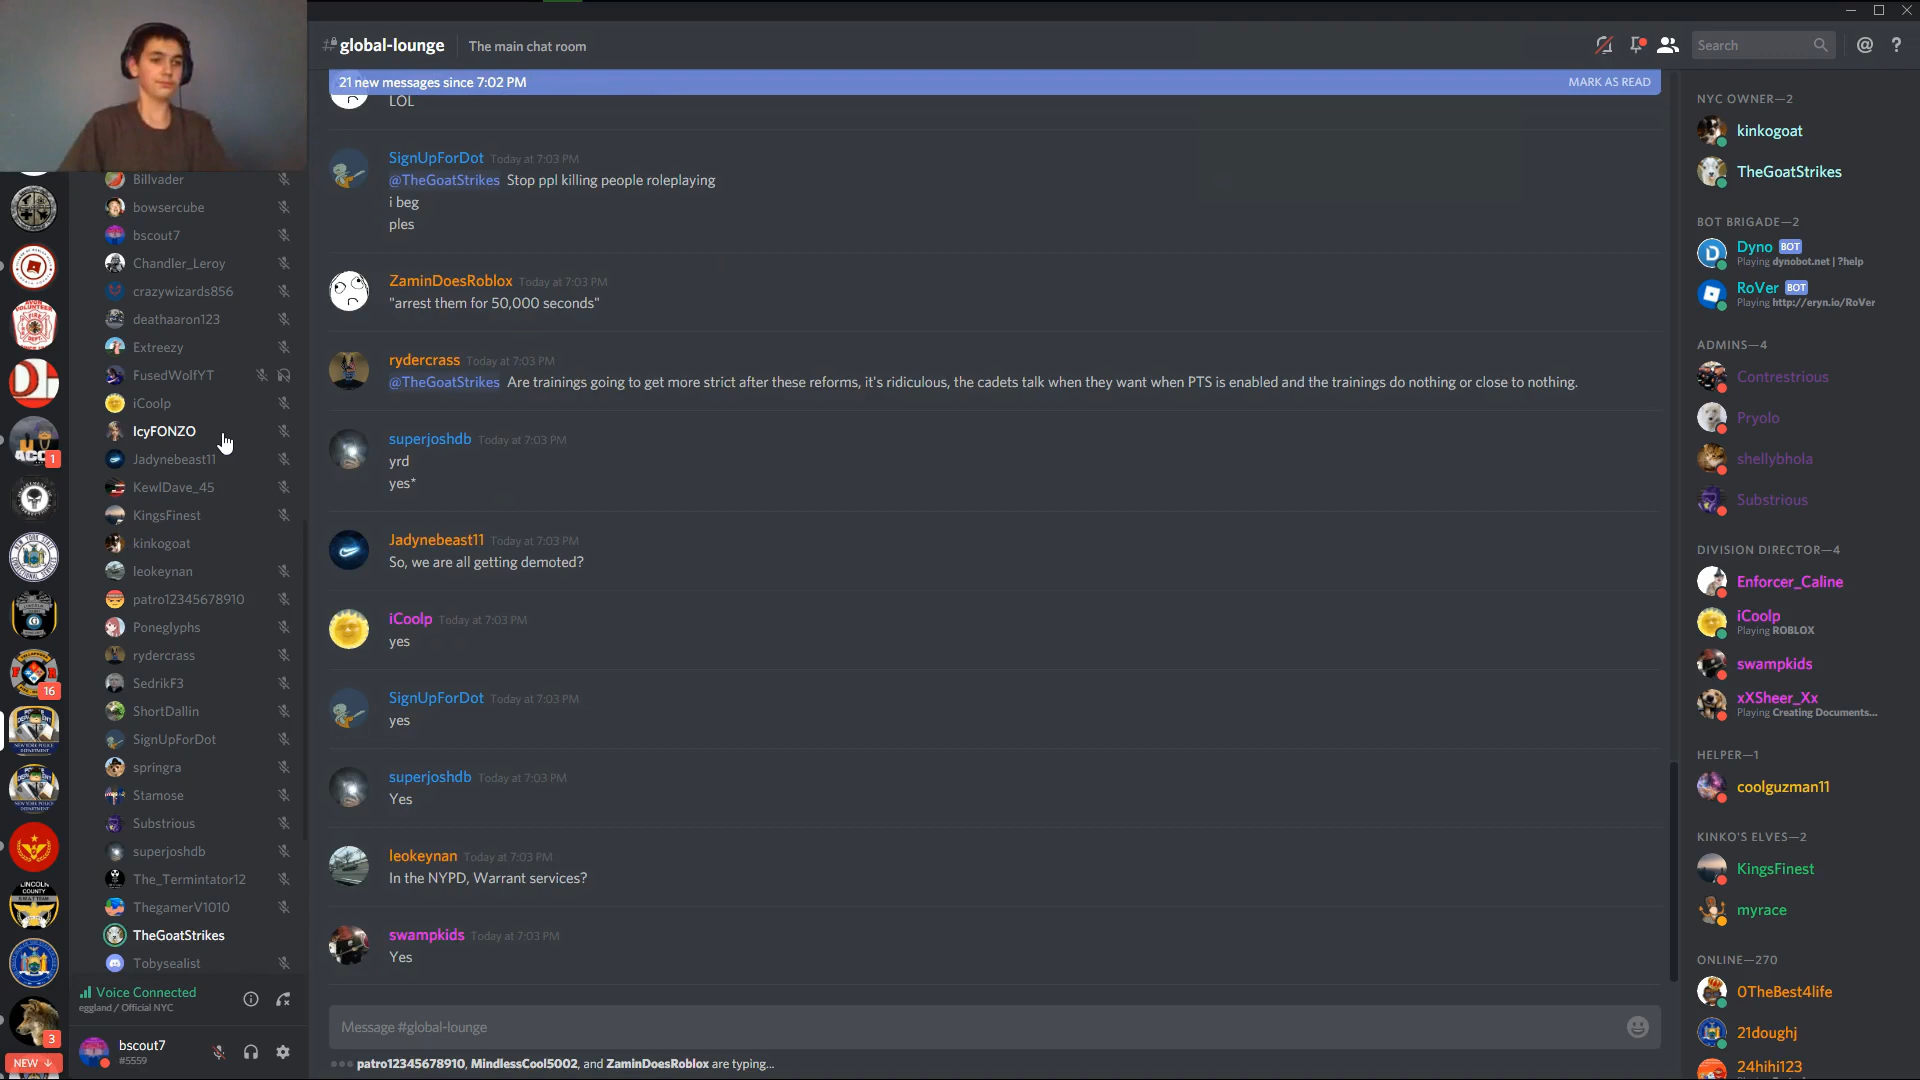 #global-lounge
The main chat room
Search
21 new messages since 7:02 PM
MARK AS READ
Billvader
bowsercube
bscout7
Chandler_Leroy
crazywizards856
deathaaron123
Extreezy
FusedWolfYT
iCoolp
IcyFONZO
Jadynebeast11
KewlDave_45
KingsFinest
kinkogoat
leokeynan
patro12345678910
Poneglyphs
rydercrass
SedrikF3
ShortDallin
SignUpForDot
springra
Stamose
Substrious
superjoshdb
The_Termintator12
ThegamerV1010
TheGoatStrikes
Tobysealist
Voice Connected
eggland / Official NYC
bscout7
#5559
1
16
3
NEW
LINCOLN
COUNTY
LOL
SignUpForDot Today at 7:03 PM
@TheGoatStrikes Stop ppl killing people roleplaying
i beg
ples
ZaminDoesRoblox Today at 7:03 PM
"arrest them for 50,000 seconds"
rydercrass Today at 7:03 PM
@TheGoatStrikes Are trainings going to get more strict after these reforms, it's ridiculous, the cadets talk when they want when PTS is enabled and the trainings do nothing or close to nothing.
superjoshdb Today at 7:03 PM
yrd
yes*
Jadynebeast11 Today at 7:03 PM
So, we are all getting demoted?
iCoolp Today at 7:03 PM
yes
SignUpForDot Today at 7:03 PM
yes
superjoshdb Today at 7:03 PM
Yes
leokeynan Today at 7:03 PM
In the NYPD, Warrant services?
swampkids Today at 7:03 PM
Yes
Message #global-lounge
patro12345678910, MindlessCool5002, and ZaminDoesRoblox are typing...
NYC OWNER—2
kinkogoat
TheGoatStrikes
BOT BRIGADE—2
Dyno BOT
Playing dynobot.net | ?help
RoVer BOT
Playing http://eryn.io/RoVer
ADMINS—4
Contrestrious
Pryolo
shellybhola
Substrious
DIVISION DIRECTOR—4
Enforcer_Caline
iCoolp
Playing ROBLOX
swampkids
xXSheer_Xx
Playing Creating Documents...
HELPER—1
coolguzman11
KINKO'S ELVES—2
KingsFinest
myrace
ONLINE—270
0TheBest4life
21doughj
24hihi123